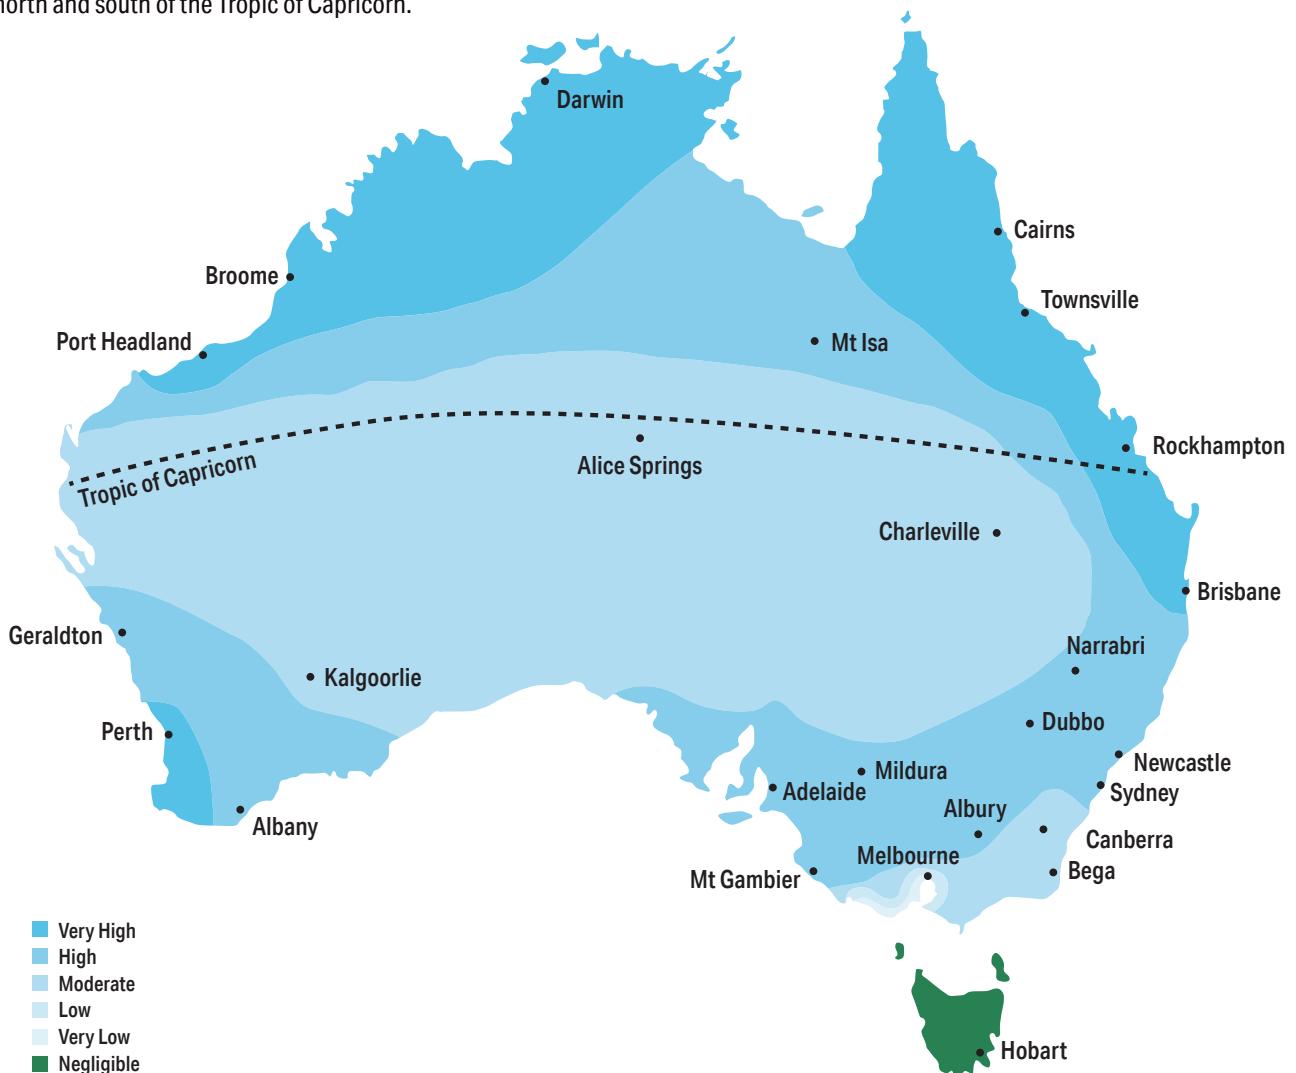 north and south of the Tropic of Capricorn.
Darwin
Cairns
Broome
Townsville
Port Headland
Mt Isa
Rockhampton
Tropic of Capricorn
Alice Springs
Charleville
Brisbane
Geraldton
Narrabri
Kalgoorlie
Dubbo
Perth
Newcastle
Mildura
Adelaide
Sydney
Albury
Albany
Canberra
Melbourne
Bega
Mt Gambier
Very High
High
Moderate
Low
Very Low
Negligible
Hobart